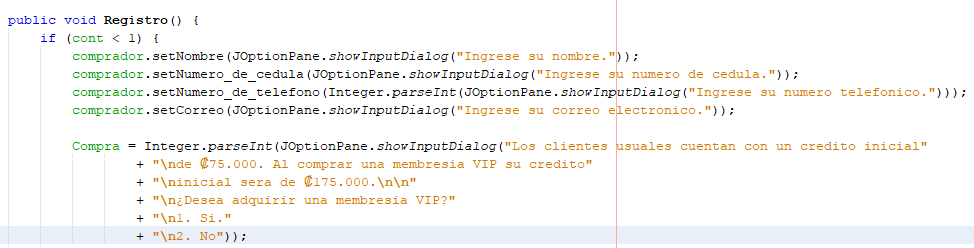 public void Registro() {
if (cont < 1) {
comprador.setNombre(JOptionPane.showInputDialog("Ingrese su nombre."));
comprador.setNumero_de_cedula(JOptionPane.showInputDialog("Ingrese su numero de cedula."));
comprador.setNumero_de_telefono(Integer.parseInt(JOptionPane.showInputDialog("Ingrese su numero telefonico.")));
comprador.setCorreo(JOptionPane.showInputDialog("Ingrese su correo electronico."));
Compra = Integer.parseInt(JOptionPane.showInputDialog("Los clientes usuales cuentan con un credito inicial"
+ "\nde ₡75.000. Al comprar una membresia VIP su credito"
+ "\ninicial sera de ₡175.000.\n\n"
+ "\n¿Desea adquirir una membresia VIP?"
+ "\n1. Si."
+ "\n2. No"));